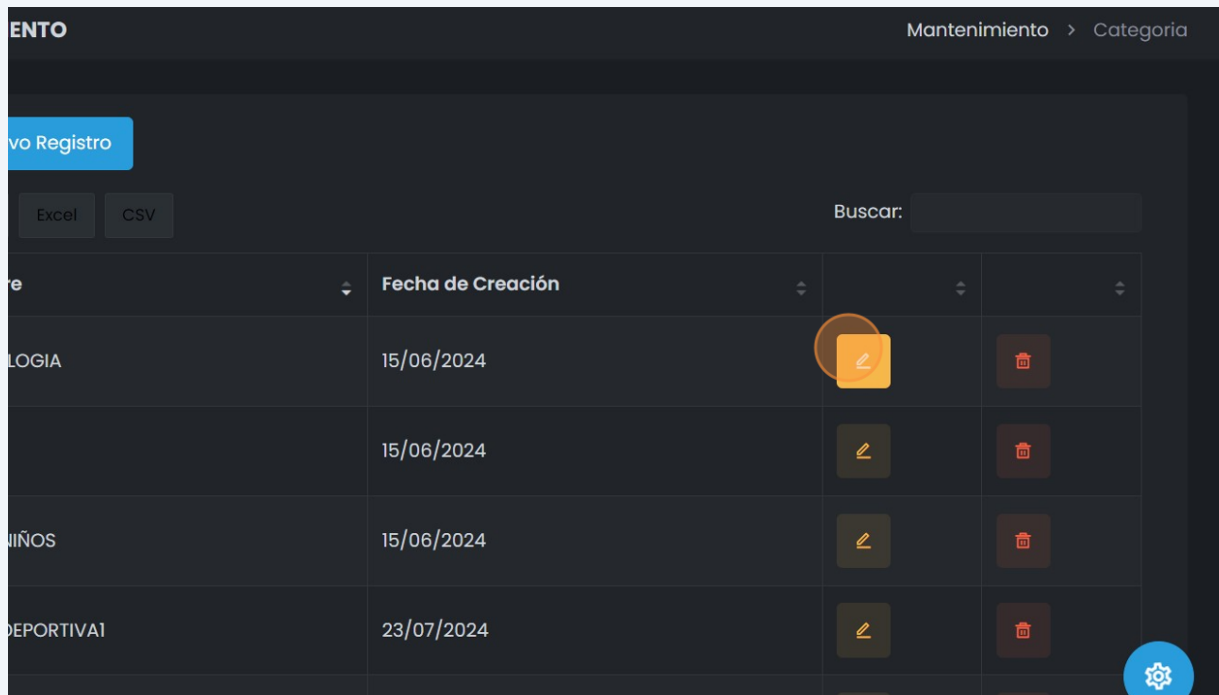 ENTO
Mantenimiento > Categoria
vo Registro
Excel CSV
Buscar:
re Fecha de Creación
LOGIA 15/06/2024
15/06/2024
NIÑOS 15/06/2024
DEPORTIVA1 23/07/2024